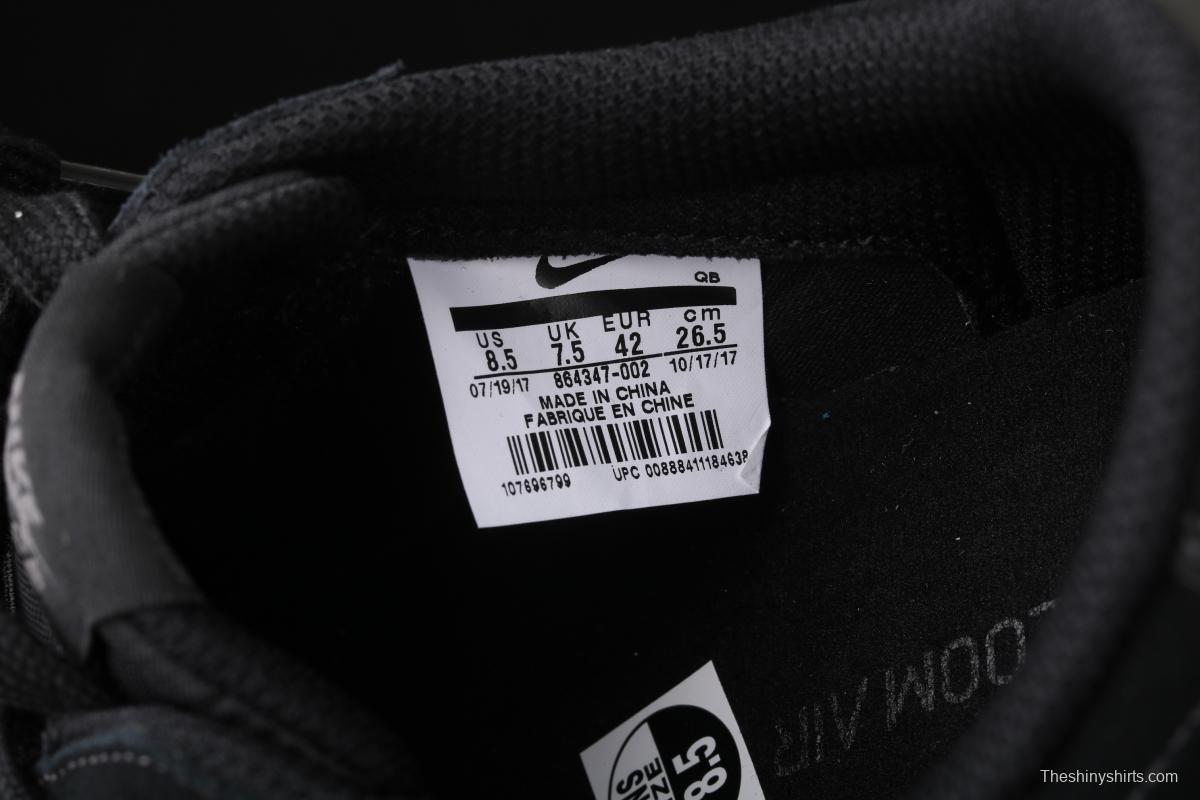 QB
US UK EUR cm
8.5 7.5 42 26.5
07/19/17 864347-002 10/17/17
MADE IN CHINA
FABRIQUE EN CHINE
107696799 UPC 00888411184638
OOM AIR
8.5
Theshinyshirts.com